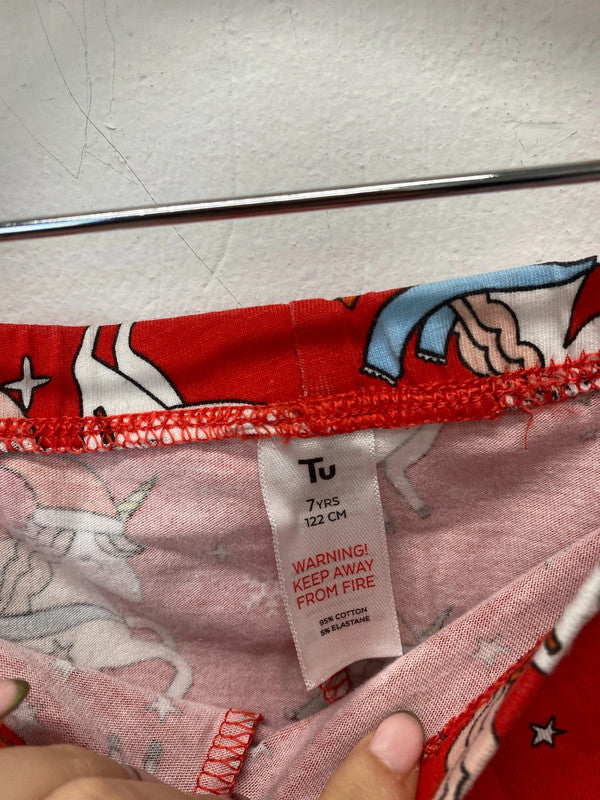 Tu
7YRS
122 CM
WARNING!
KEEP AWAY
FROM FIRE
95% COTTON
5% ELASTANE